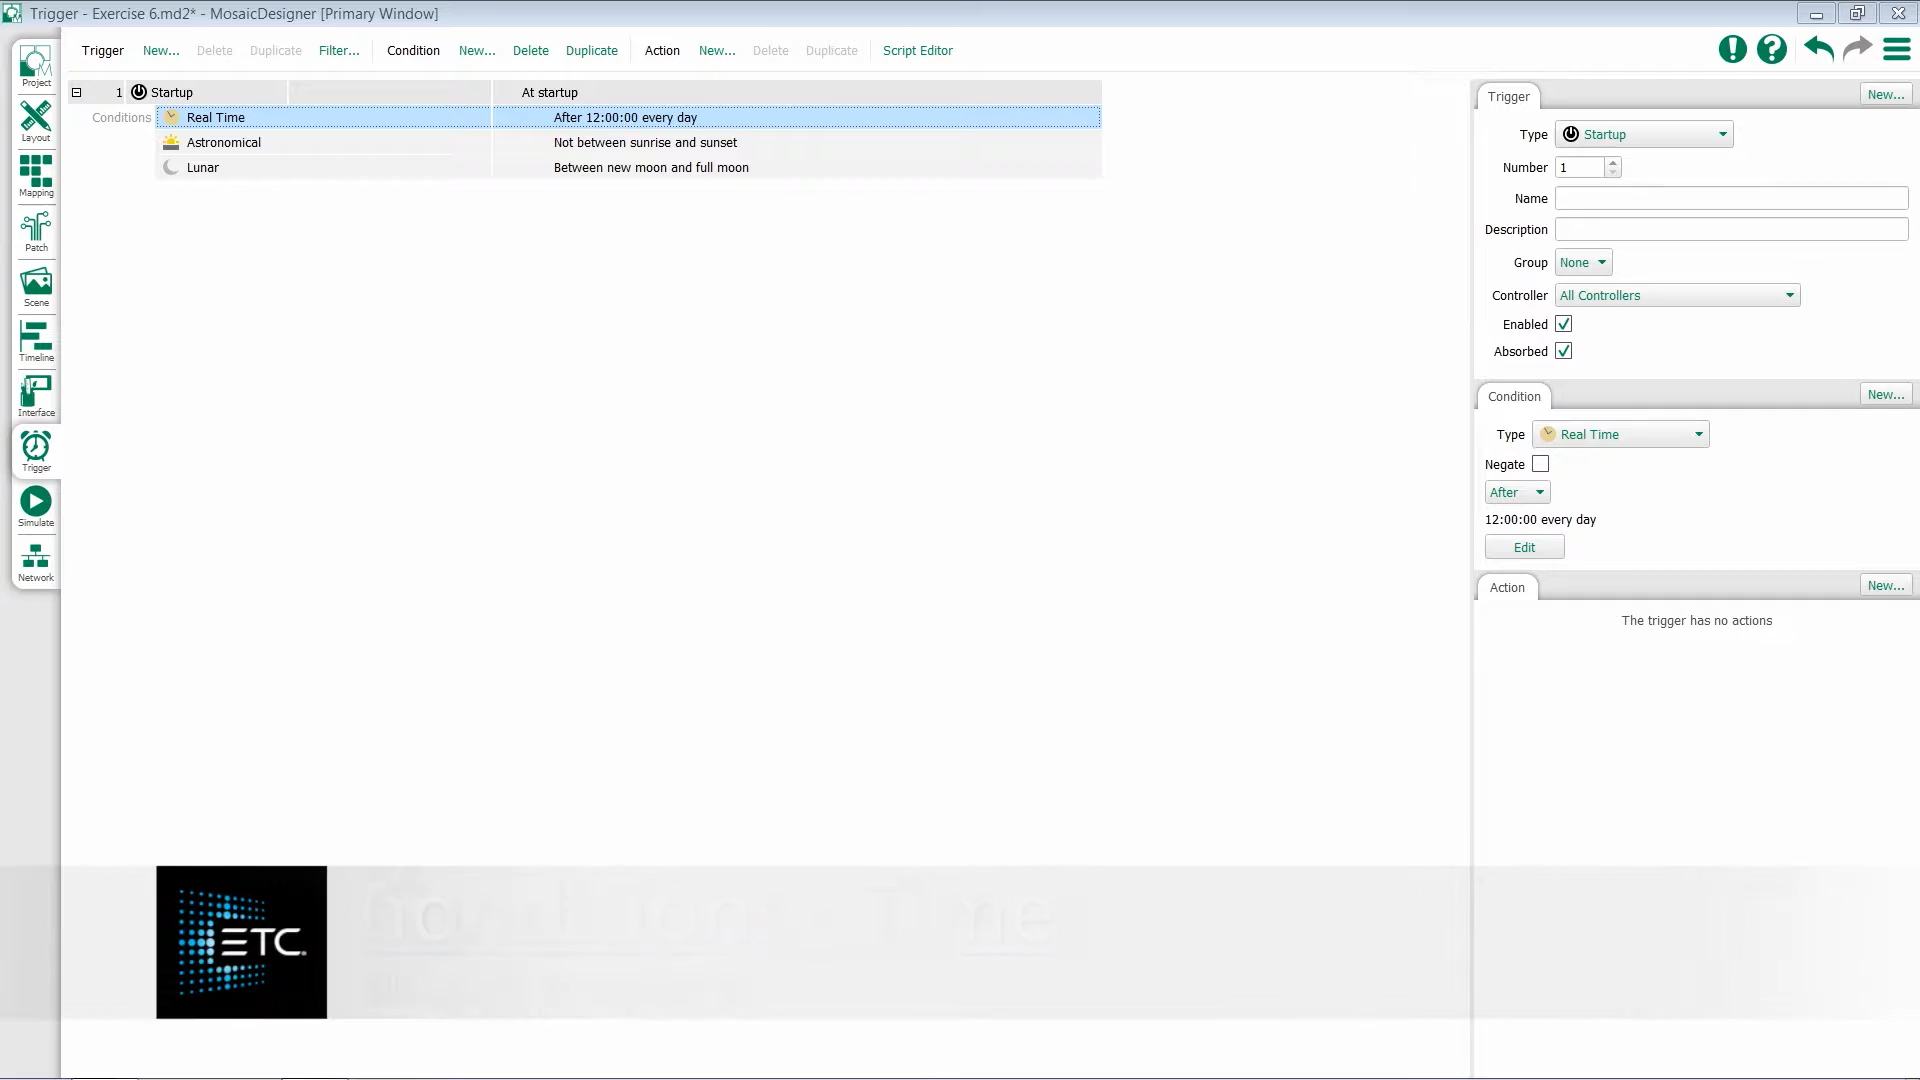 Trigger - Exercise 6.md2* - MosaicDesigner [Primary Window]
Trigger New... Delete Duplicate Filter... Condition New... Delete Duplicate Action New... Delete Duplicate Script Editor
Project
Layout
Mapping
Patch
Scene
Timeline
Interface
Trigger
Simulate
Network
1 Startup At startup
Conditions Real Time After 12:00:00 every day
Astronomical Not between sunrise and sunset
Lunar Between new moon and full moon
Trigger New...
Type Startup
Number 1
Name
Description
Group None
Controller All Controllers
Enabled
Absorbed
Condition New...
Type Real Time
Negate
After
12:00:00 every day
Edit
Action New...
The trigger has no actions
ETC